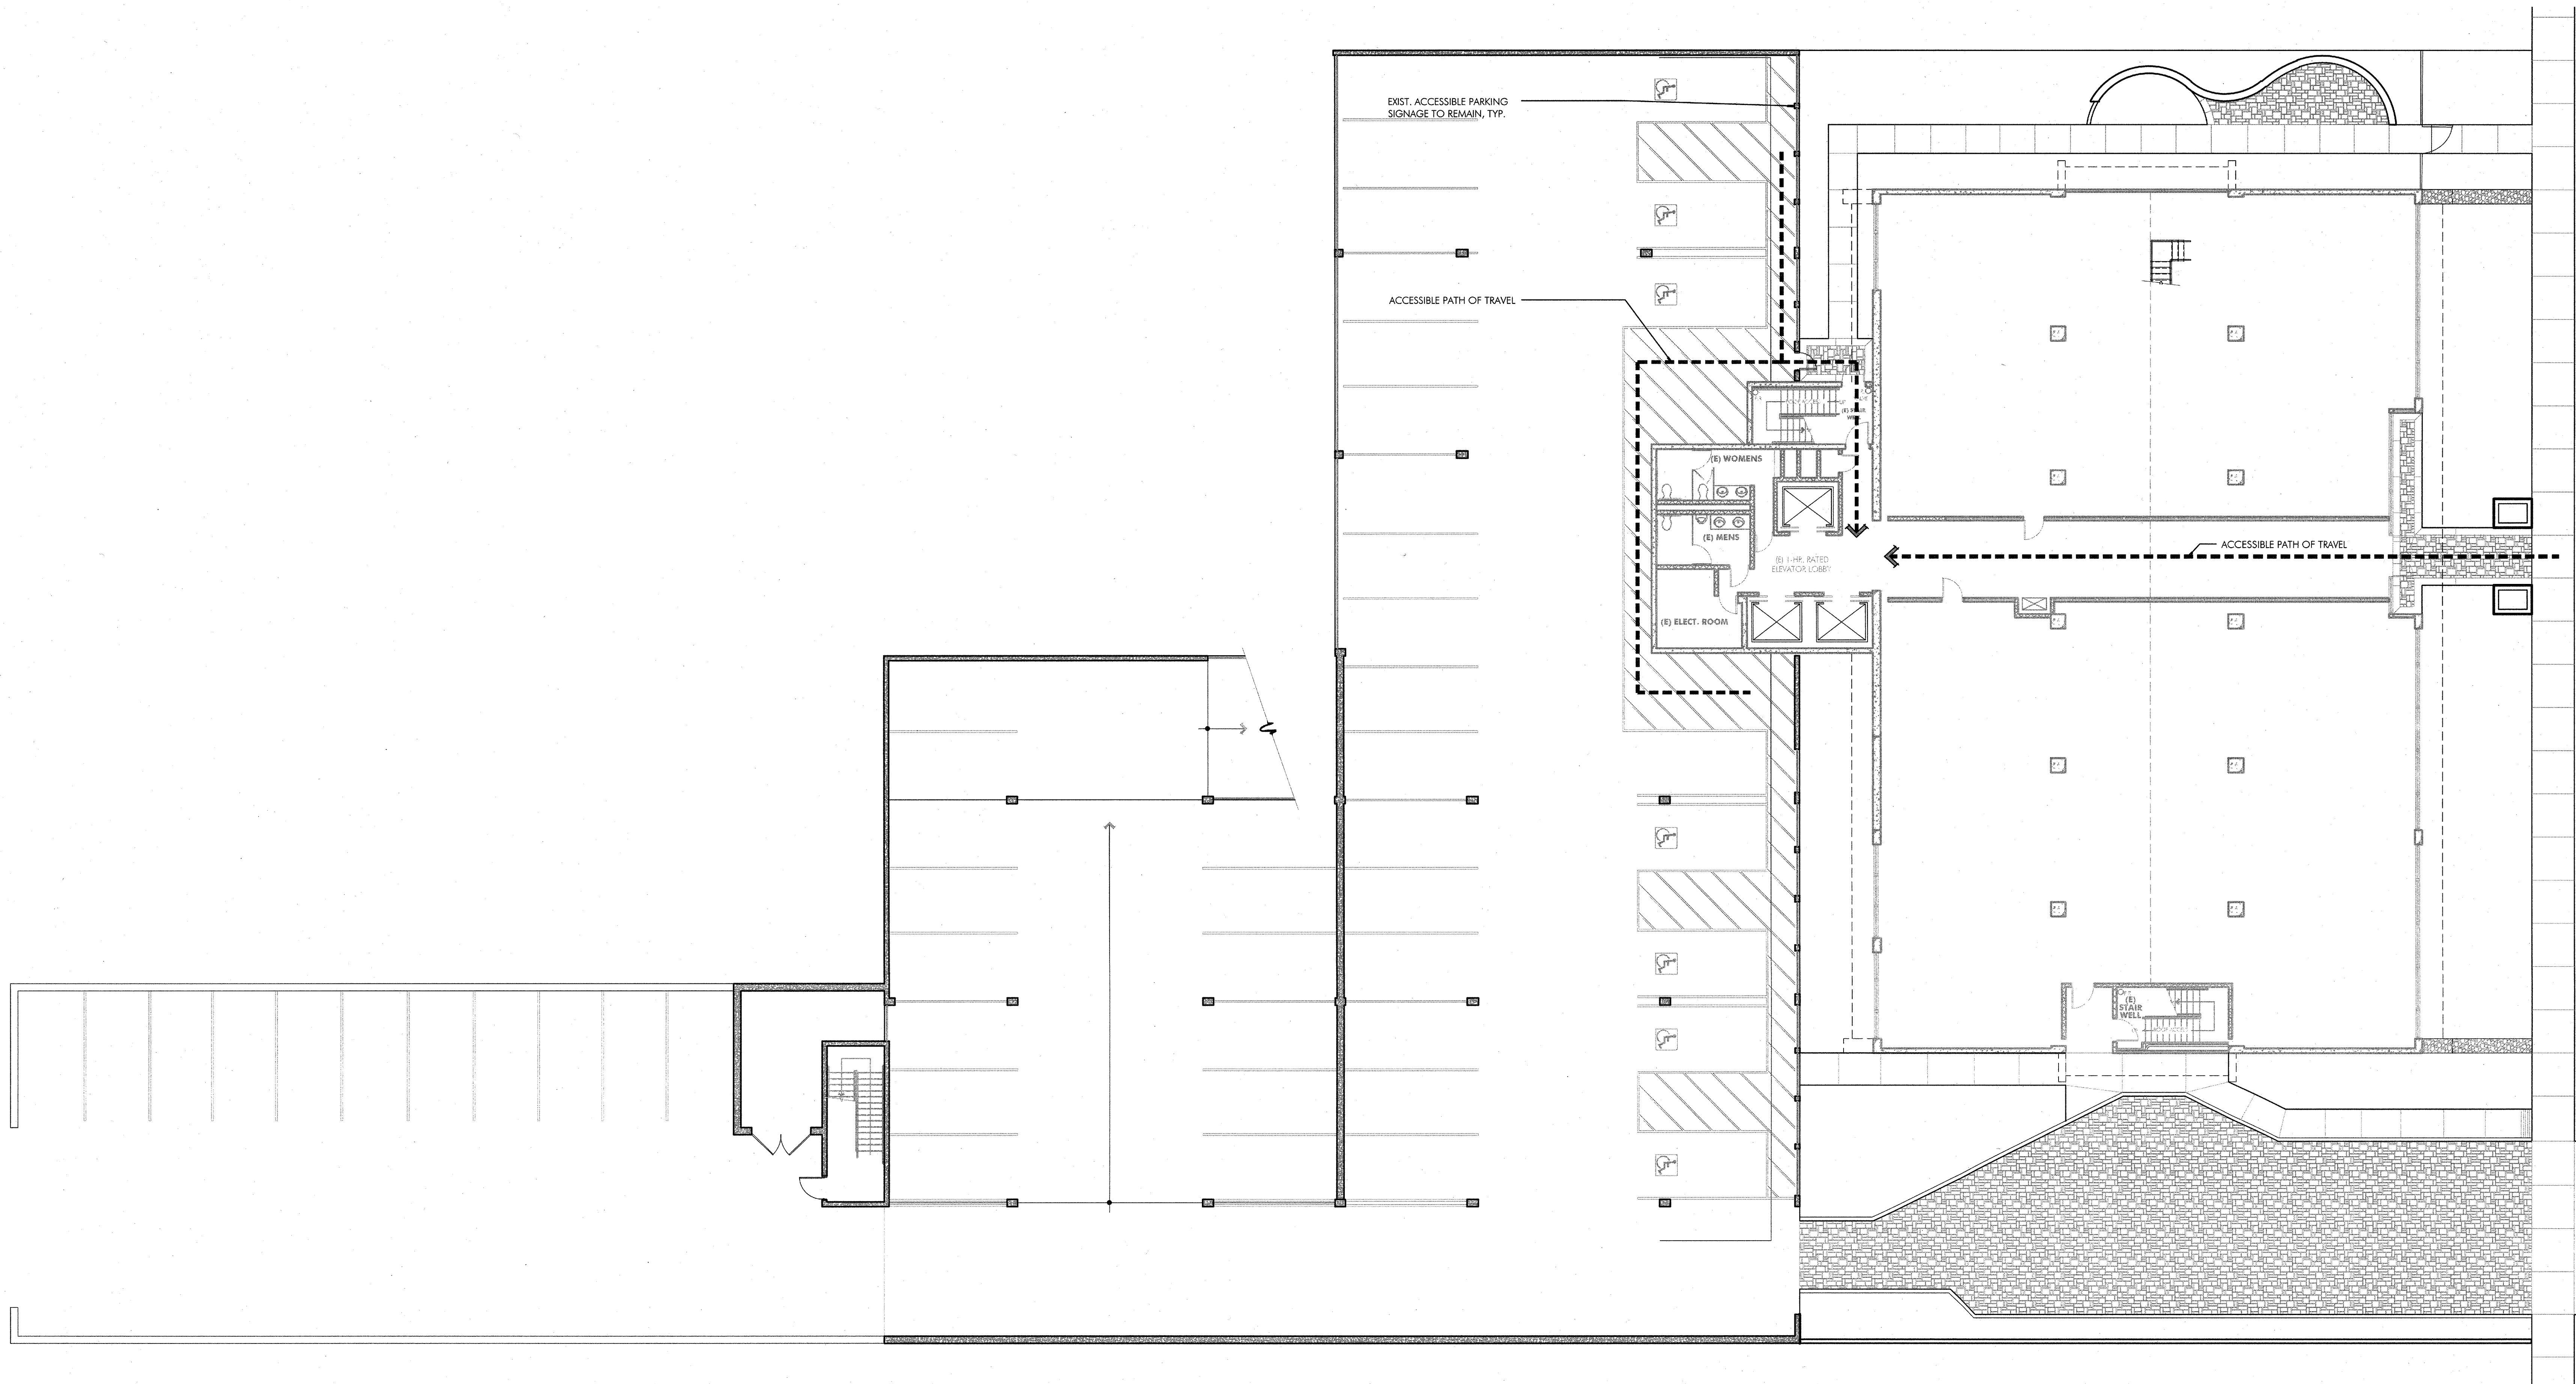 EXIST. ACCESSIBLE PARKING
SIGNAGE TO REMAIN, TYP.
ACCESSIBLE PATH OF TRAVEL
(E) WOMENS
(E) MENS
(E) 1-HR. RATED
ELEVATOR LOBBY
(E) ELECT. ROOM
ACCESSIBLE PATH OF TRAVEL
(E)
STAIR
WELL